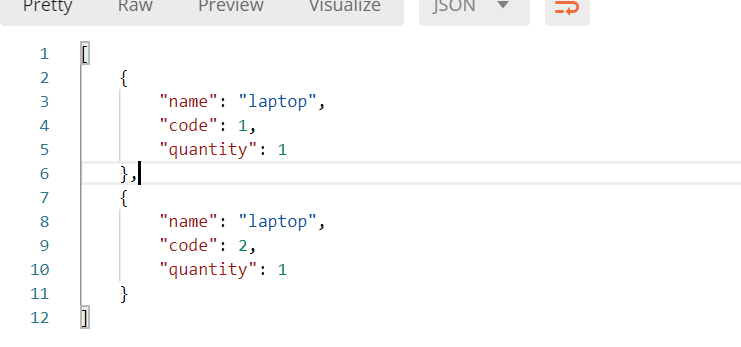 Pretty Raw Preview Visualize JSON
1 [
2 {
3 "name": "laptop",
4 "code": 1,
5 "quantity": 1
6 },
7 {
8 "name": "laptop",
9 "code": 2,
10 "quantity": 1
11 }
12 ]